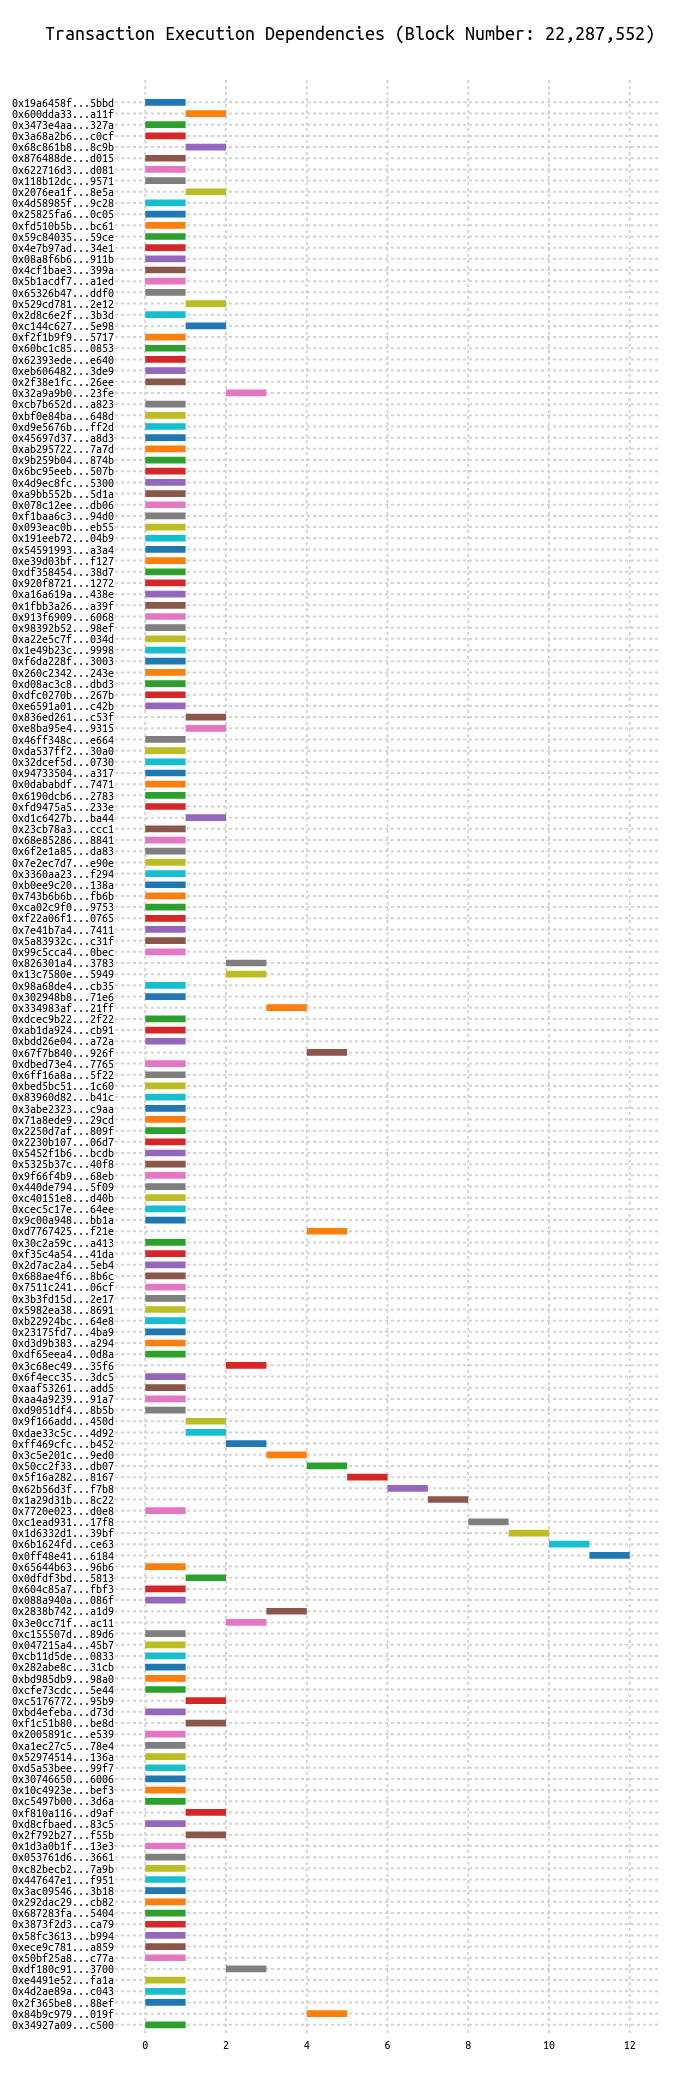 Transaction Execution Dependencies (Block Number: 22,287,552)
0x19a6458f...5bbd
0x600dda33...a11f
0x3473e4aa...327a
0x3a68a2b6...c0cf
0x68c861b8...8c9b
0x876488de...d015
0x622716d3...d081
0x118b12dc...9571
0x2076ea1f...8e5a
0x4d58985f...9c28
0x25825fa6...0c05
0xfd510b5b...bc61
0x59c84035...59ce
0x4e7b97ad...34e1
0x08a8f6b6...911b
0x4cf1bae3...399a
0x5b1acdf7...a1ed
0x65326b47...ddf0
0x529cd781...2e12
0x2d8c6e2f...3b3d
0xc144c627...5e98
0xf2f1b9f9...5717
0x60bc1c85...0853
0x62393ede...e640
0xeb606482...3de9
0x2f38e1fc...26ee
0x32a9a9b0...23fe
0xcb7b652d...a823
0xbf0e84ba...648d
0xd9e5676b...ff2d
0x45697d37...a8d3
0xab295722...7a7d
0x9b259b04...874b
0x6bc95eeb...507b
0x4d9ec8fc...5300
0xa9bb552b...5d1a
0x078c12ee...db06
0xf1baa6c3...94d0
0x093eac0b...eb55
0x191eeb72...04b9
0x54591993...a3a4
0xe39d03bf...f127
0xdf358454...38d7
0x920f8721...1272
0xa16a619a...438e
0x1fbb3a26...a39f
0x913f6909...6068
0x98392b52...98ef
0xa22e5c7f...034d
0x1e49b23c...9998
0xf6da228f...3003
0x260c2342...243e
0xd08ac3c8...dbd3
0xdfc0270b...267b
0xe6591a01...c42b
0x836ed261...c53f
0xe8ba95e4...9315
0x46ff348c...e664
0xda537ff2...30a0
0x32dcef5d...0730
0x94733504...a317
0x0dababdf...7471
0x6190dcb6...2783
0xfd9475a5...233e
0xd1c6427b...ba44
0x23cb78a3...ccc1
0x68e85286...8841
0x6f2e1a85...da83
0x7e2ec7d7...e90e
0x3360aa23...f294
0xb0ee9c20...138a
0x743b6b6b...fb6b
0xca02c9f0...9753
0xf22a06f1...0765
0x7e41b7a4...7411
0x5a83932c...c31f
0x99c5cca4...0bec
0x826301a4...3783
0x13c7580e...5949
0x98a68de4...cb35
0x302948b8...71e6
0x334983af...21ff
0xdcec9b22...2f22
0xab1da924...cb91
0xbdd26e04...a72a
0x67f7b840...926f
0xdbed73e4...7765
0x6ff16a8a...5f22
0xbed5bc51...1c60
0x83960d82...b41c
0x3abe2323...c9aa
0x71a8ede9...29cd
0x2250d7af...809f
0x2230b107...06d7
0x5452f1b6...bcdb
0x5325b37c...40f8
0x9f66f4b9...68eb
0x440de794...5f09
0xc40151e8...d40b
0xcec5c17e...64ee
0x9c00a948...bb1a
0xd7767425...f21e
0x30c2a59c...a413
0xf35c4a54...41da
0x2d7ac2a4...5eb4
0x688ae4f6...8b6c
0x7511c241...06cf
0x3b3fd15d...2e17
0x5982ea38...8691
0xb22924bc...64e8
0x23175fd7...4ba9
0xd3d9b383...a294
0xdf65eea4...0d8a
0x3c68ec49...35f6
0x6f4ecc35...3dc5
0xaaf53261...add5
0xaa4a9239...91a7
0xd9051df4...8b5b
0x9f166add...450d
0xdae33c5c...4d92
0xff469cfc...b452
0x3c5e201c...9ed0
0x50cc2f33...db07
0x5f16a282...8167
0x62b56d3f...f7b8
0x1a29d31b...8c22
0x7720e023...d0e8
0xc1ead931...17f8
0x1d6332d1...39bf
0x6b1624fd...ce63
0x0ff48e41...6184
0x65644b63...96b6
0x0dfdf3bd...5813
0x604c85a7...fbf3
0x088a940a...086f
0x2838b742...a1d9
0x3e0cc71f...ac11
0xc155507d...89d6
0x047215a4...45b7
0xcb11d5de...0833
0x282abe8c...31cb
0xbd985db9...98a0
0xcfe73cdc...5e44
0xc5176772...95b9
0xbd4efeba...d73d
0xf1c51b80...be8d
0x2005891c...e539
0xa1ec27c5...78e4
0x52974514...136a
0xd5a53bee...99f7
0x30746650...6006
0x10c4923e...bef3
0xc5497b00...3d6a
0xf810a116...d9af
0xd8cfbaed...83c5
0x2f792b27...f55b
0x1d3a0b1f...13e3
0x053761d6...3661
0xc82becb2...7a9b
0x447647e1...f951
0x3ac09546...3b18
0x292dac29...cb82
0x687283fa...5404
0x3873f2d3...ca79
0x58fc3613...b994
0xece9c781...a859
0x50bf25a8...c77a
0xdf180c91...3700
0xe4491e52...fa1a
0x4d2ae89a...c043
0x2f365be8...88ef
0x84b9c979...019f
0x34927a09...c500
0 2 4 6 8 10 12